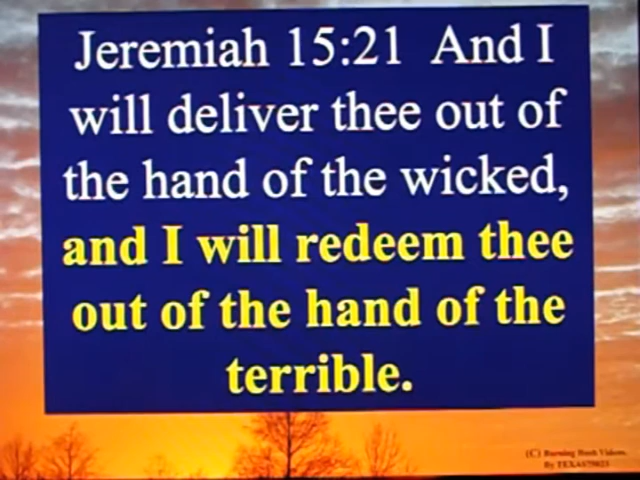 Jeremiah 15:21 And I
will deliver thee out of
the hand of the wicked,
and I will redeem thee
out of the hand of the
terrible.
(C) Burning Bush Videos.